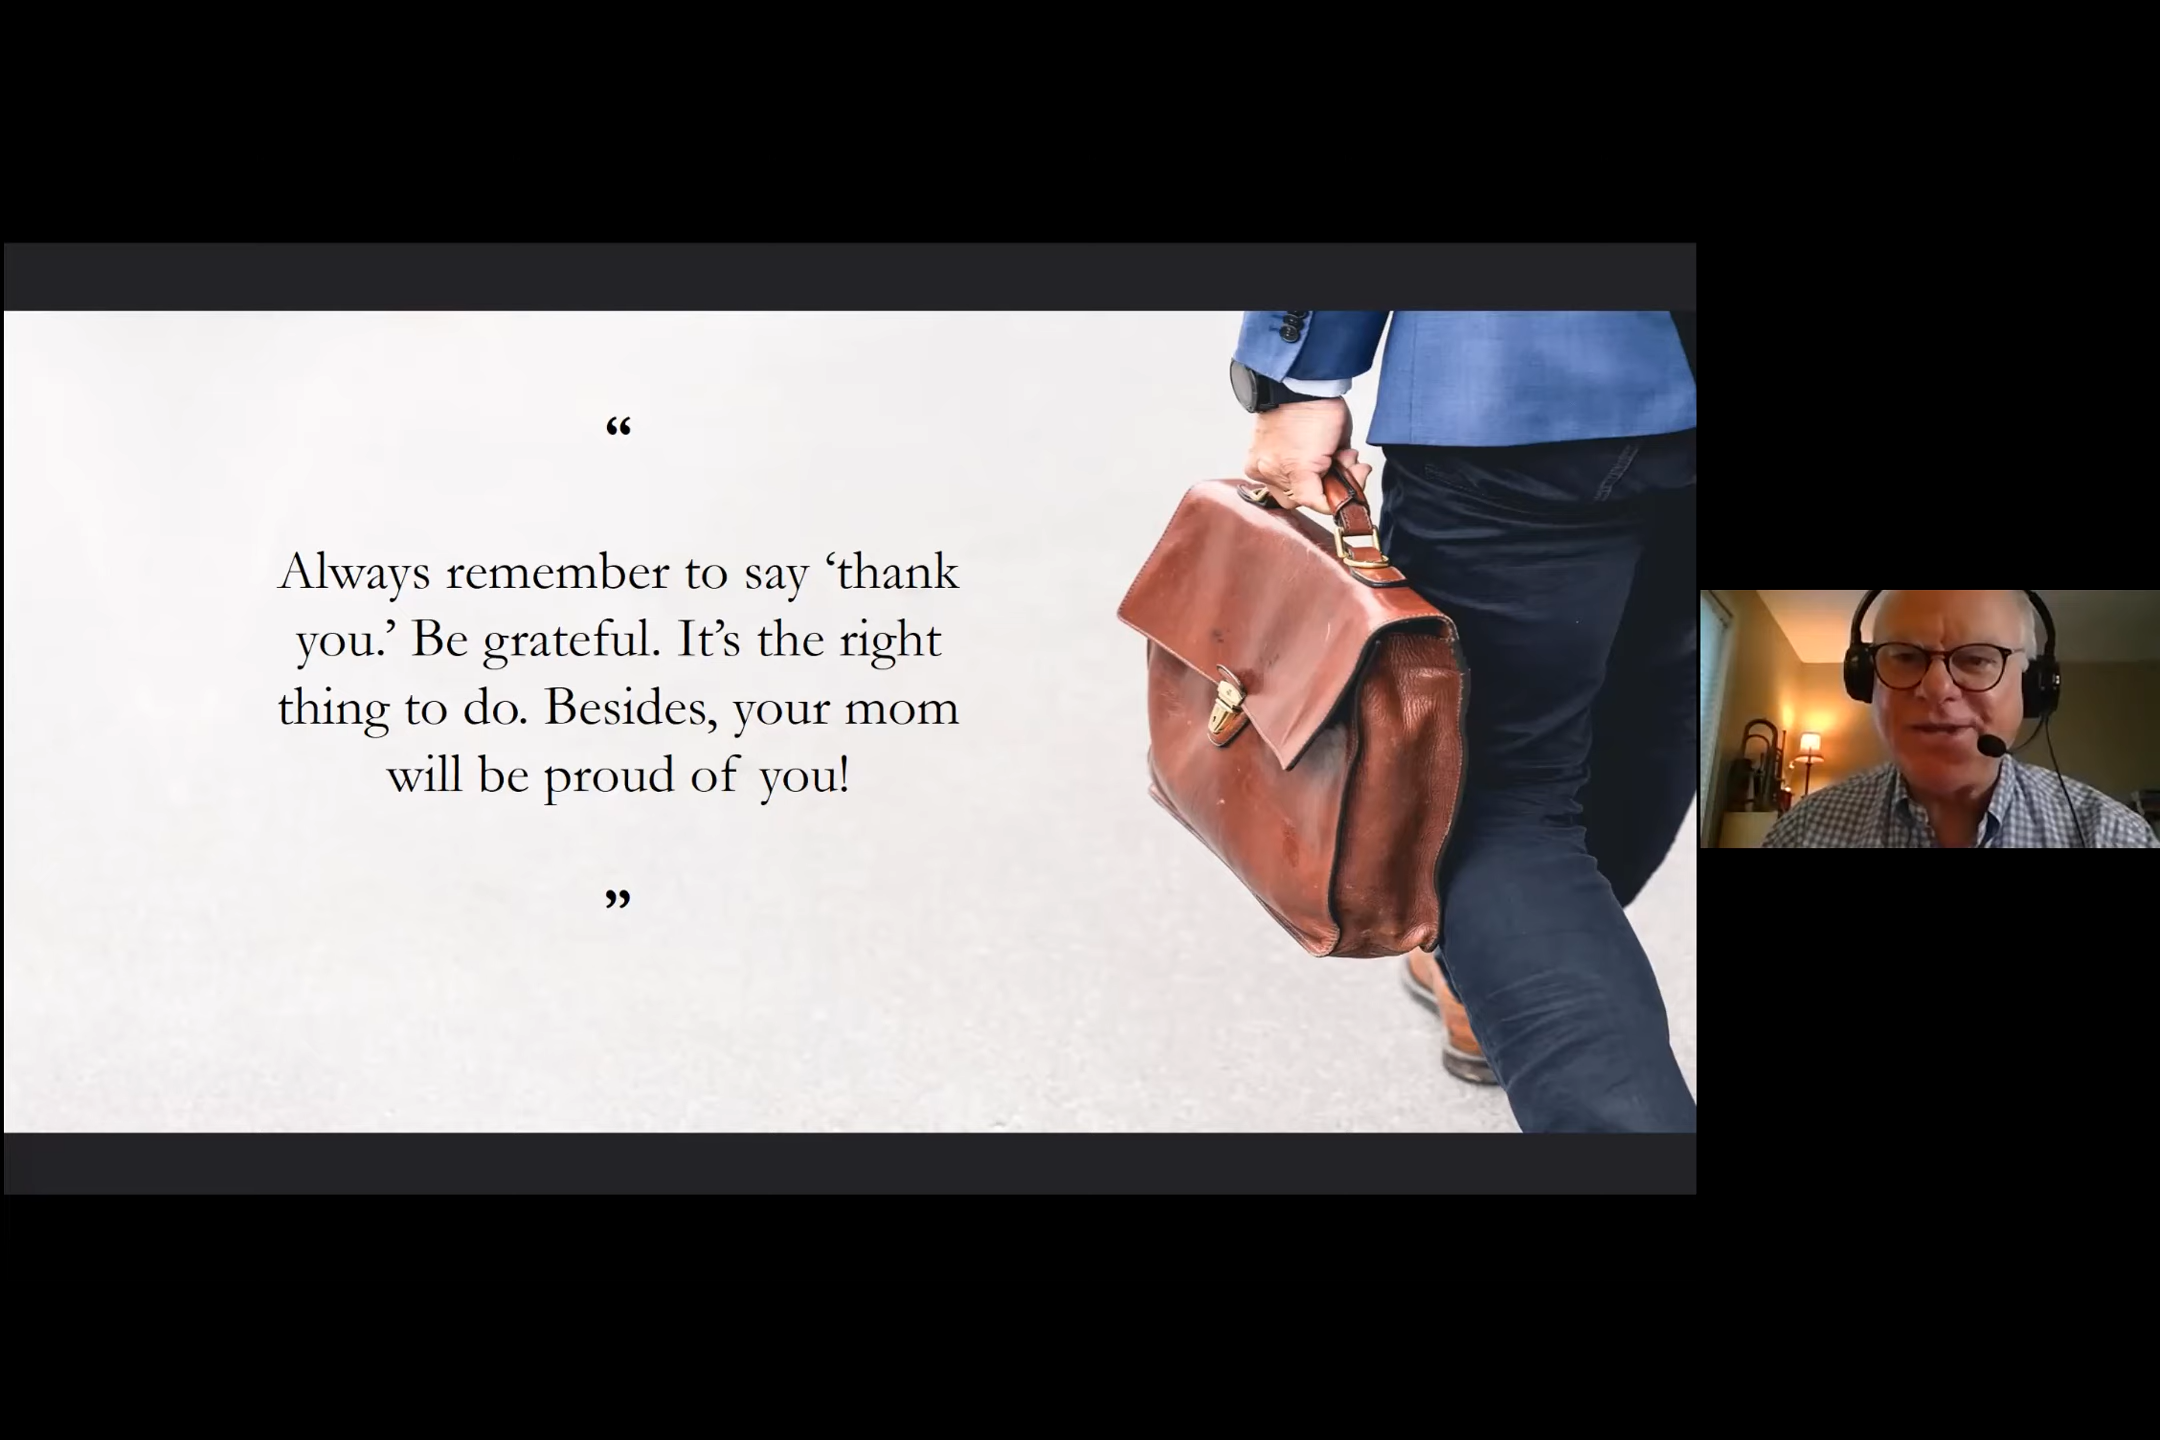 “
Always remember to say ‘thank
you.’ Be grateful. It’s the right
thing to do. Besides, your mom
will be proud of you!
”